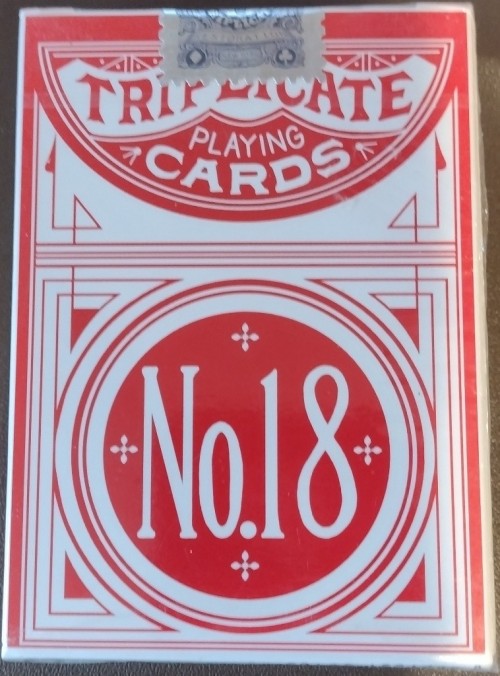 TRIPLICATE
PLAYING
CARDS
No.18